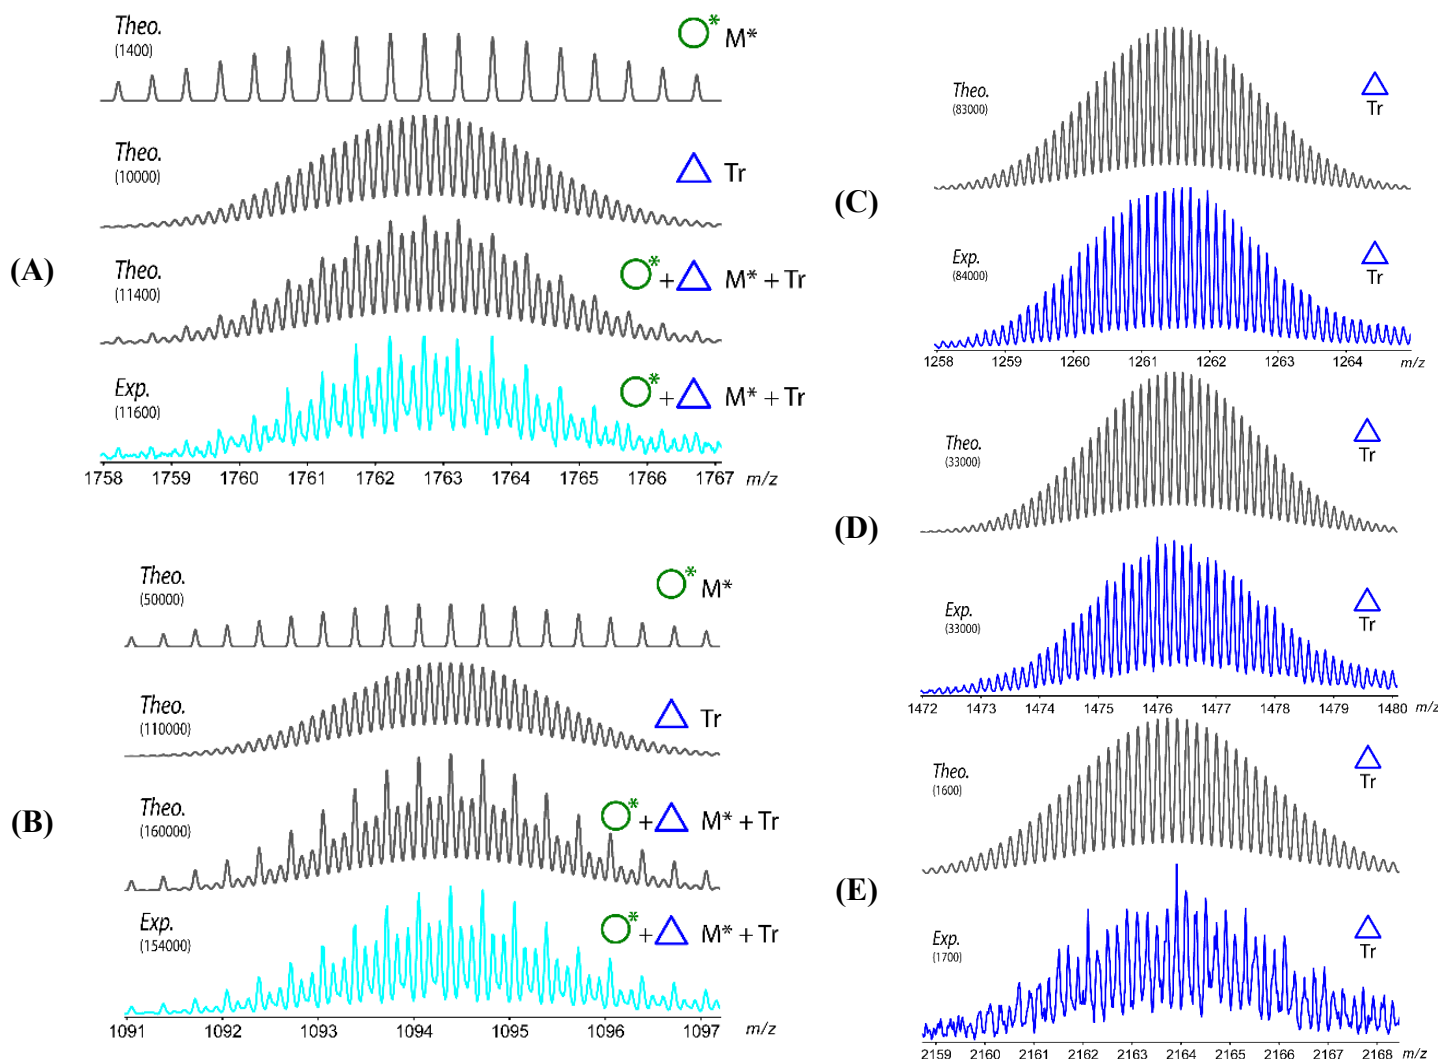 (A)
Theo.
(1400)
* M*
Theo.
(10000)
Tr
Theo.
(11400)
* + M* + Tr
Exp.
(11600)
* + M* + Tr
1758 1759 1760 1761 1762 1763 1764 1765 1766 1767 m/z
(B)
Theo.
(50000)
* M*
Theo.
(110000)
Tr
Theo.
(160000)
* + M* + Tr
Exp.
(154000)
* + M* + Tr
1091 1092 1093 1094 1095 1096 1097 m/z
(C)
Theo.
(83000)
Tr
Exp.
(84000)
Tr
1258 1259 1260 1261 1262 1263 1264 m/z
(D)
Theo.
(33000)
Tr
Exp.
(33000)
Tr
1472 1473 1474 1475 1476 1477 1478 1479 1480 m/z
(E)
Theo.
(1600)
Tr
Exp.
(1700)
Tr
2159 2160 2161 2162 2163 2164 2165 2166 2167 2168 m/z